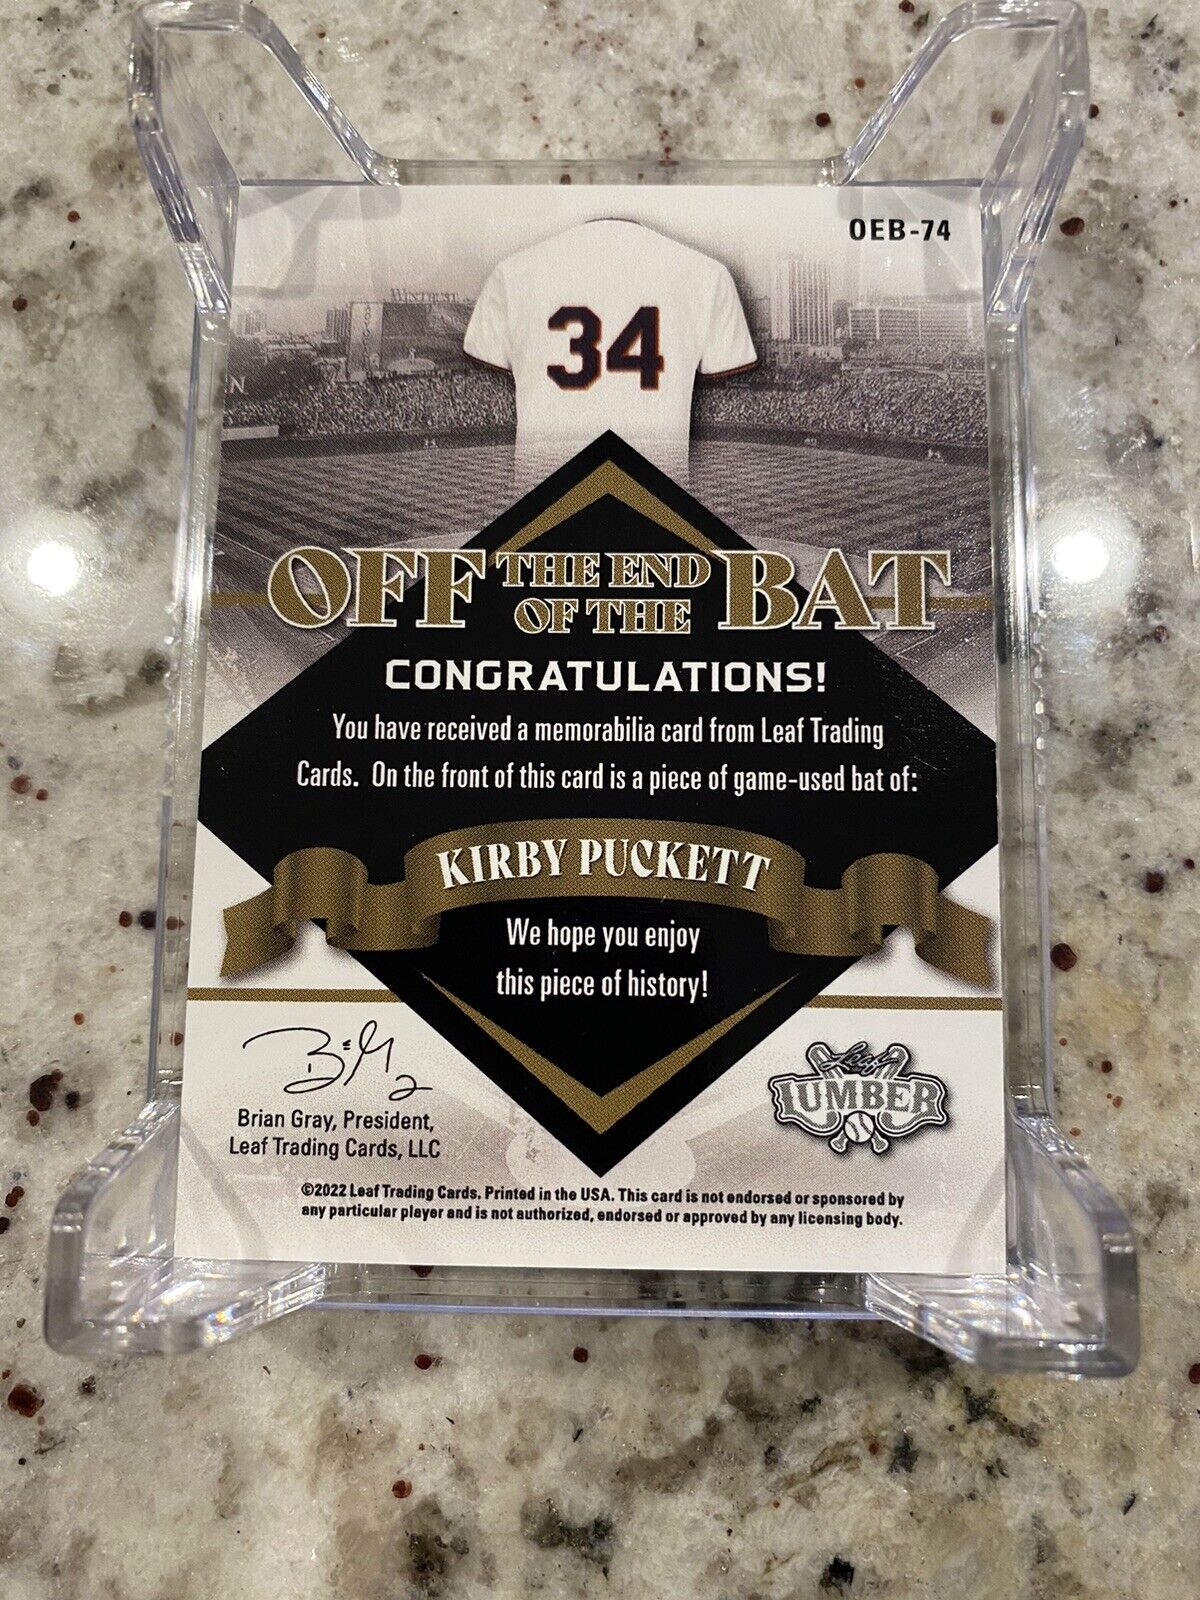 OEB-74
34
OFF THE END OF THE BAT
CONGRATULATIONS!
You have received a memorabilia card from Leaf Trading
Cards. On the front of this card is a piece of game-used bat of:
KIRBY PUCKETT
We hope you enjoy
this piece of history!
Brian Gray, President,
Leaf Trading Cards, LLC
Leaf
LUMBER
©2022 Leaf Trading Cards. Printed in the USA. This card is not endorsed or sponsored by
any particular player and is not authorized, endorsed or approved by any licensing body.